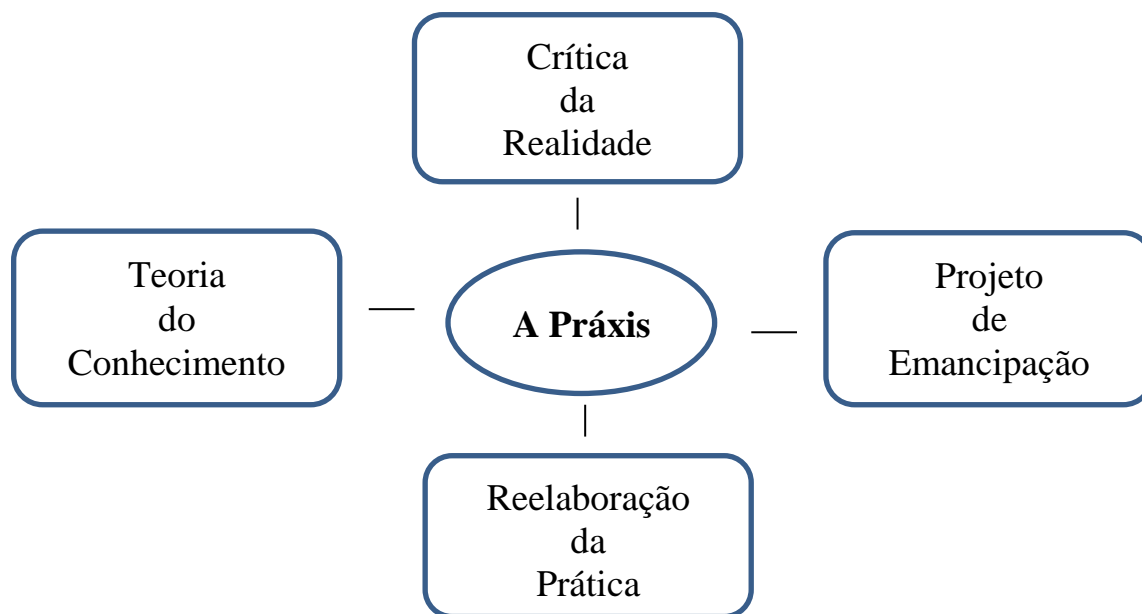 Crítica
da
Realidade
Teoria
do
Conhecimento
A Práxis
Projeto
de
Emancipação
Reelaboração
da
Prática